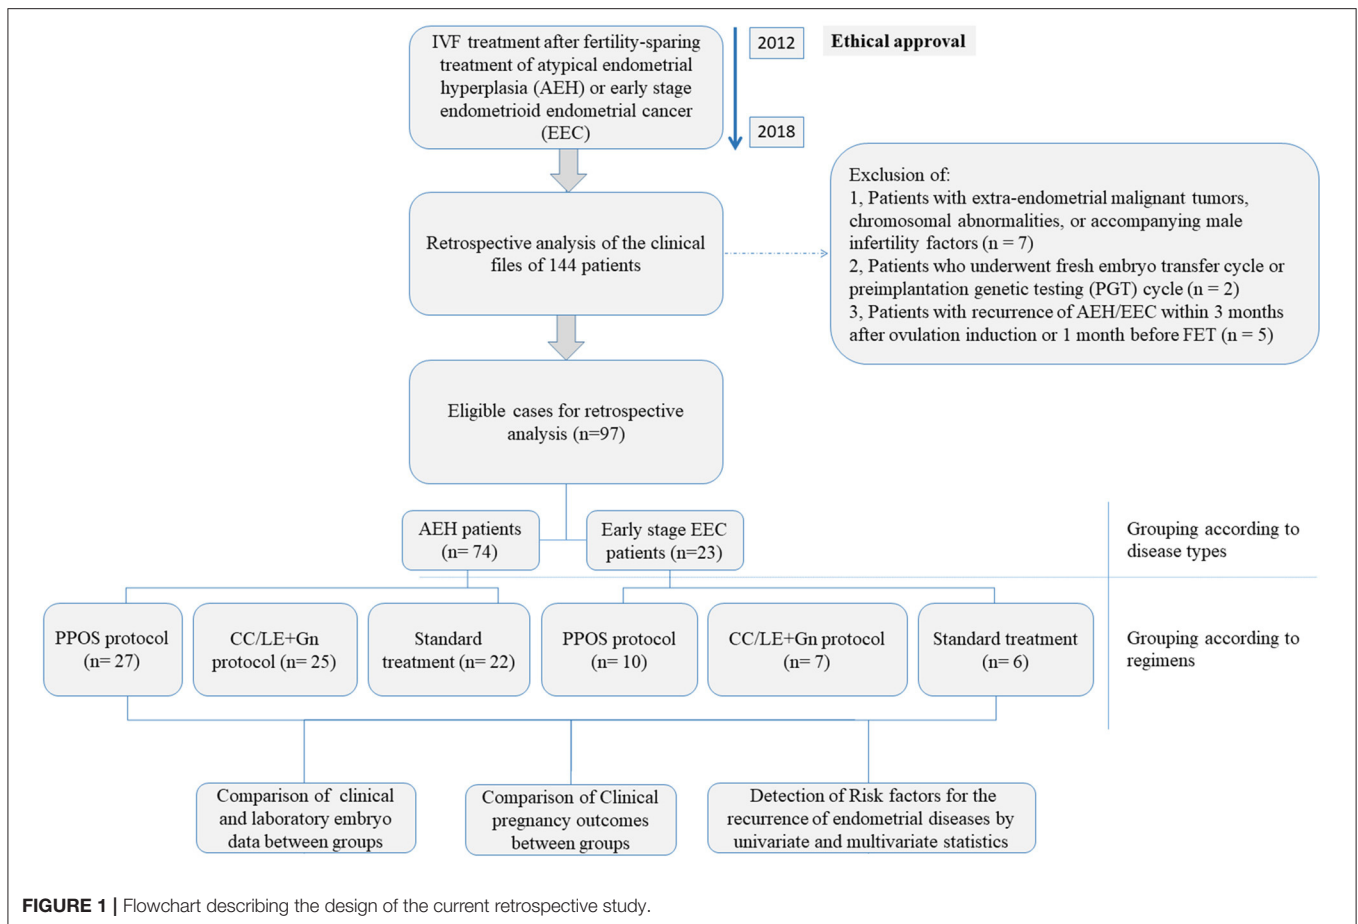 IVF treatment after fertility-sparing
treatment of atypical endometrial
hyperplasia (AEH) or early stage
endometrioid endometrial cancer
(EEC)
2012
Ethical approval
2018
Retrospective analysis of the clinical
files of 144 patients
Exclusion of:
1, Patients with extra-endometrial malignant tumors,
chromosomal abnormalities, or accompanying male
infertility factors (n = 7)
2, Patients who underwent fresh embryo transfer cycle or
preimplantation genetic testing (PGT) cycle (n = 2)
3, Patients with recurrence of AEH/EEC within 3 months
after ovulation induction or 1 month before FET (n = 5)
Eligible cases for retrospective
analysis (n=97)
AEH patients
(n= 74)
Early stage EEC
patients (n=23)
Grouping according to
disease types
PPOS protocol
(n= 27)
CC/LE+Gn
protocol (n= 25)
Standard
treatment (n= 22)
PPOS protocol
(n= 10)
CC/LE+Gn protocol
(n= 7)
Standard treatment
(n= 6)
Grouping according to
regimens
Comparison of clinical
and laboratory embryo
data between groups
Comparison of Clinical
pregnancy outcomes
between groups
Detection of Risk factors for the
recurrence of endometrial diseases by
univariate and multivariate statistics
FIGURE 1 | Flowchart describing the design of the current retrospective study.